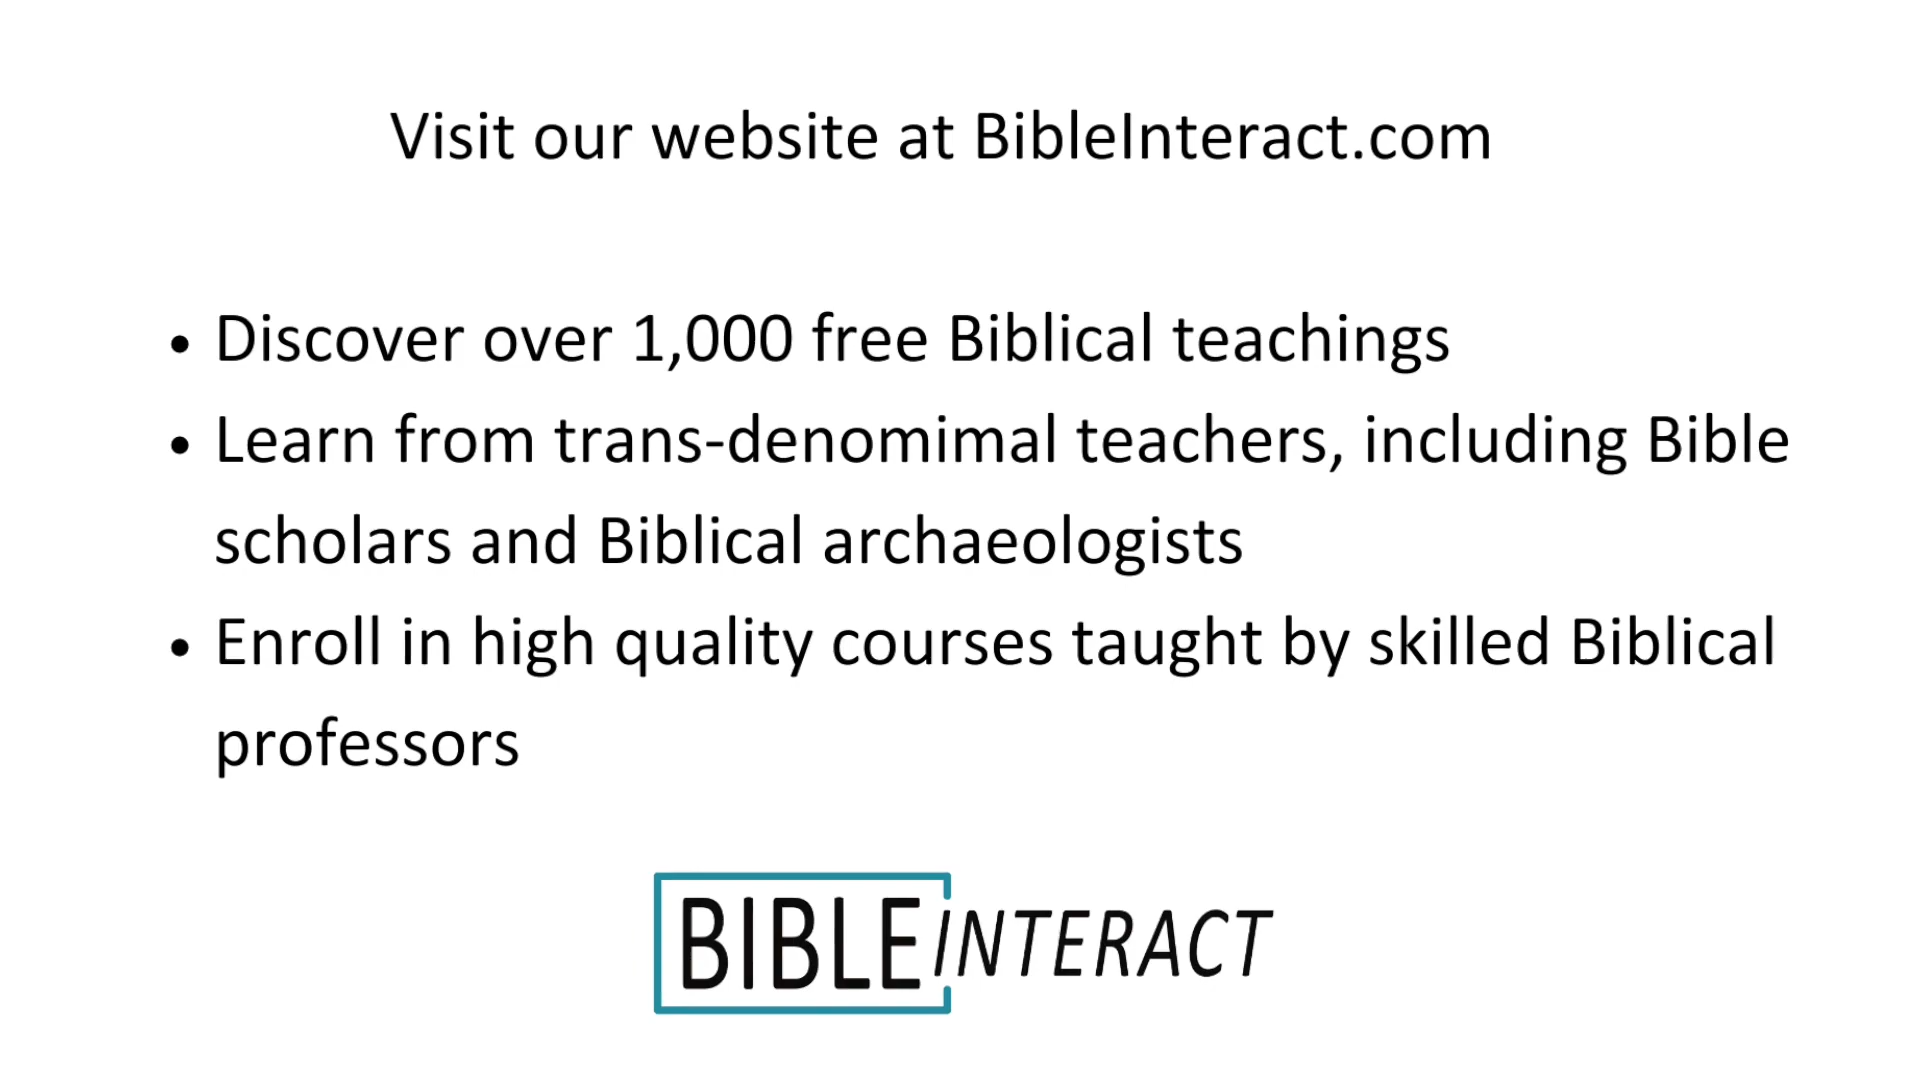 Visit our website at BibleInteract.com
• Discover over 1,000 free Biblical teachings
• Learn from trans-denomimal teachers, including Bible
scholars and Biblical archaeologists
• Enroll in high quality courses taught by skilled Biblical
professors
BIBLE INTERACT